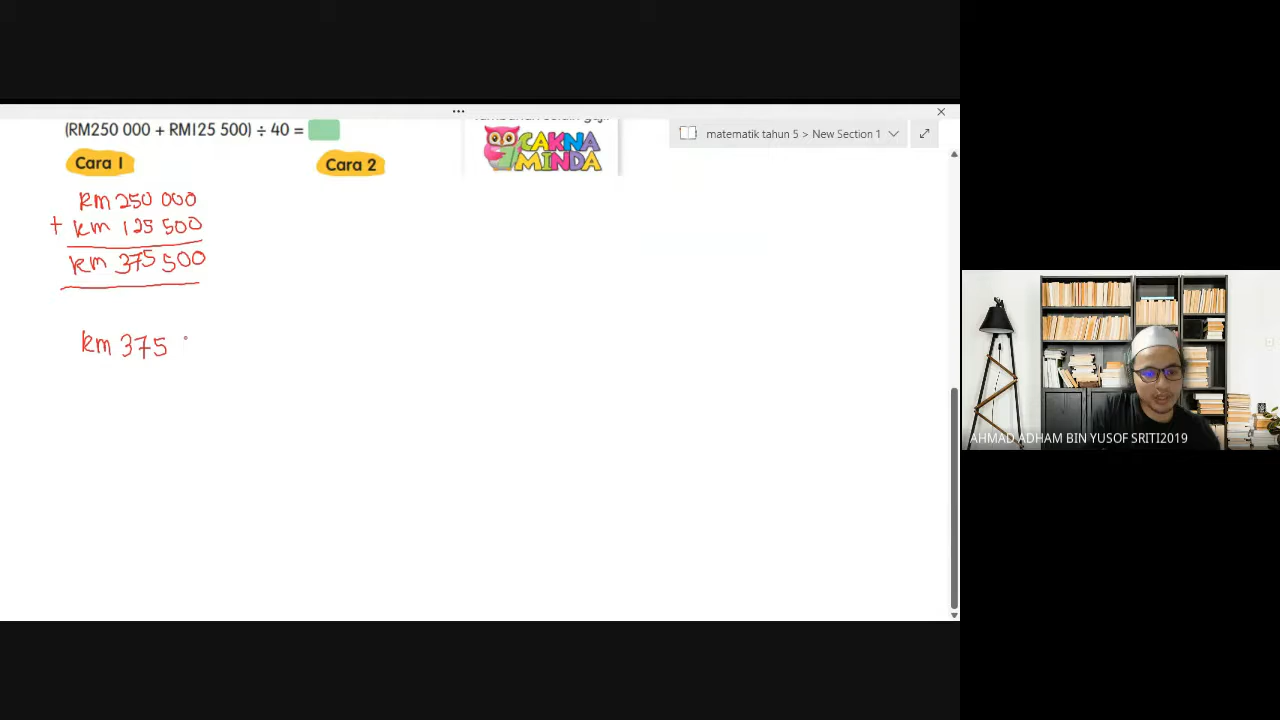 (RM250 000 + RM125 500) ÷ 40 =
CAKNA
MINDA
matematik tahun 5 > New Section 1
Cara 1
Cara 2
RM 250 000
+ RM 125 500
RM 375 500
RM 375
AHMAD ADHAM BIN YUSOF SRITI2019